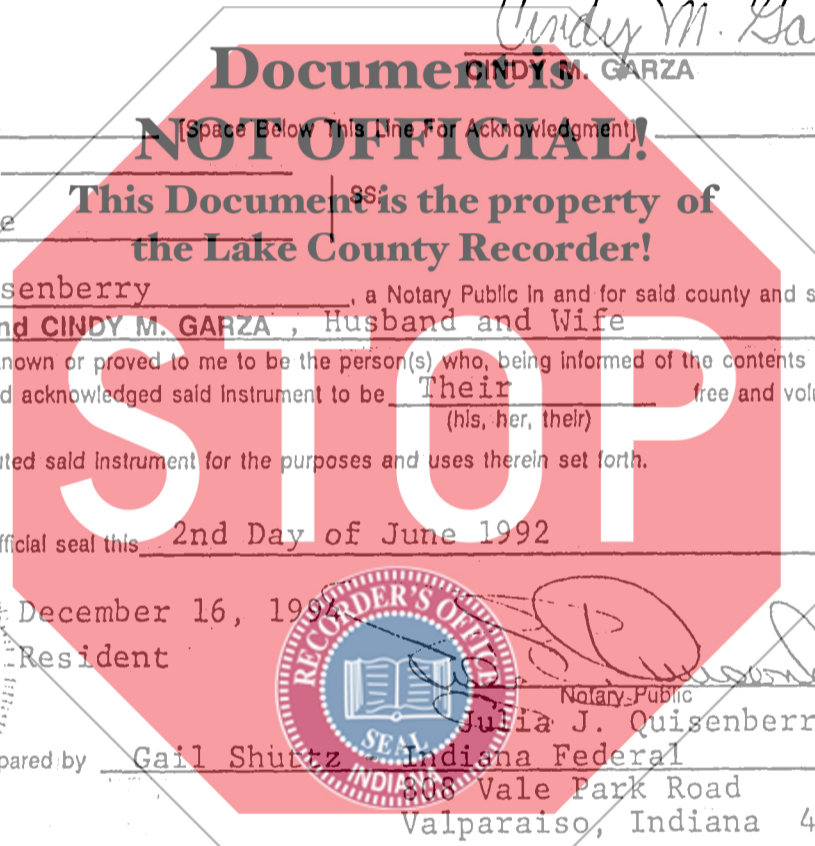 Cindy M. Ga
Document is
CINDY M. GARZA
[Space Below This Line For Acknowledgment]
NOT OFFICIAL!
SS:
This Document is the property of
e
the Lake County Recorder!
senberry, a Notary Public in and for said county and s
nd CINDY M. GARZA, Husband and Wife
nown or proved to me to be the person(s) who, being informed of the contents
d acknowledged said instrument to be Their free and volu
(his, her, their)
STOP
uted said instrument for the purposes and uses therein set forth.
fficial seal this 2nd Day of June 1992
December 16, 1994
RECORDER'S OFFICE
Resident
Notary Public
Julia J. Quisenberr
SEAL
pared by Gail Shuttz - Indiana Federal
INDIANA
808 Vale Park Road
Valparaiso, Indiana 4